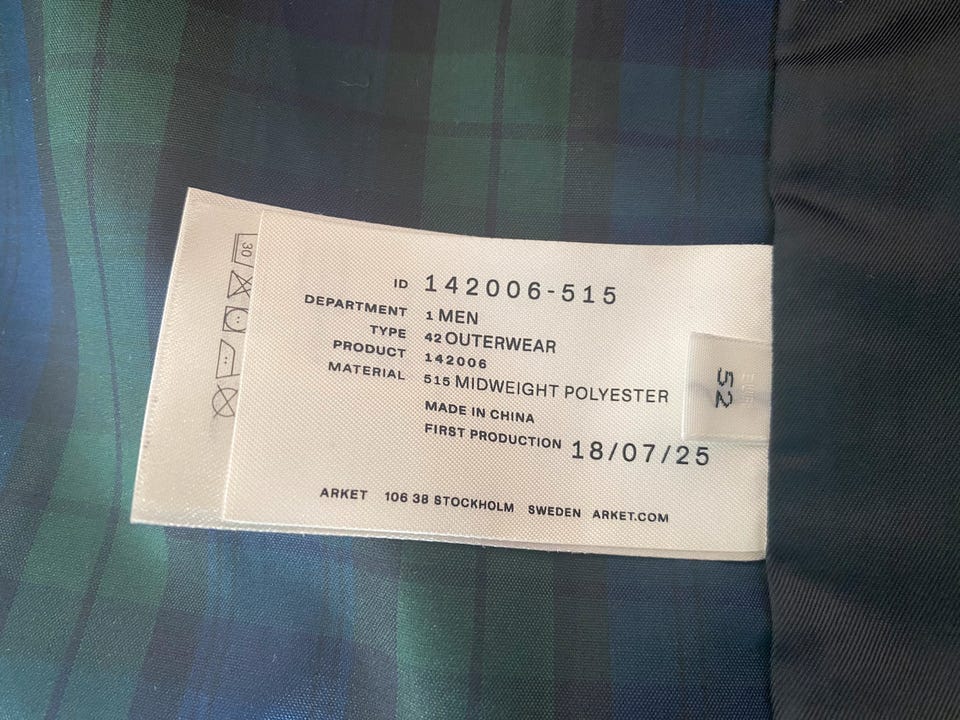 ID 142006-515
DEPARTMENT 1 MEN
TYPE 42 OUTERWEAR
PRODUCT 142006
MATERIAL 515 MIDWEIGHT POLYESTER
MADE IN CHINA
FIRST PRODUCTION 18/07/25
ARKET 106 38 STOCKHOLM SWEDEN ARKET.COM
52
30